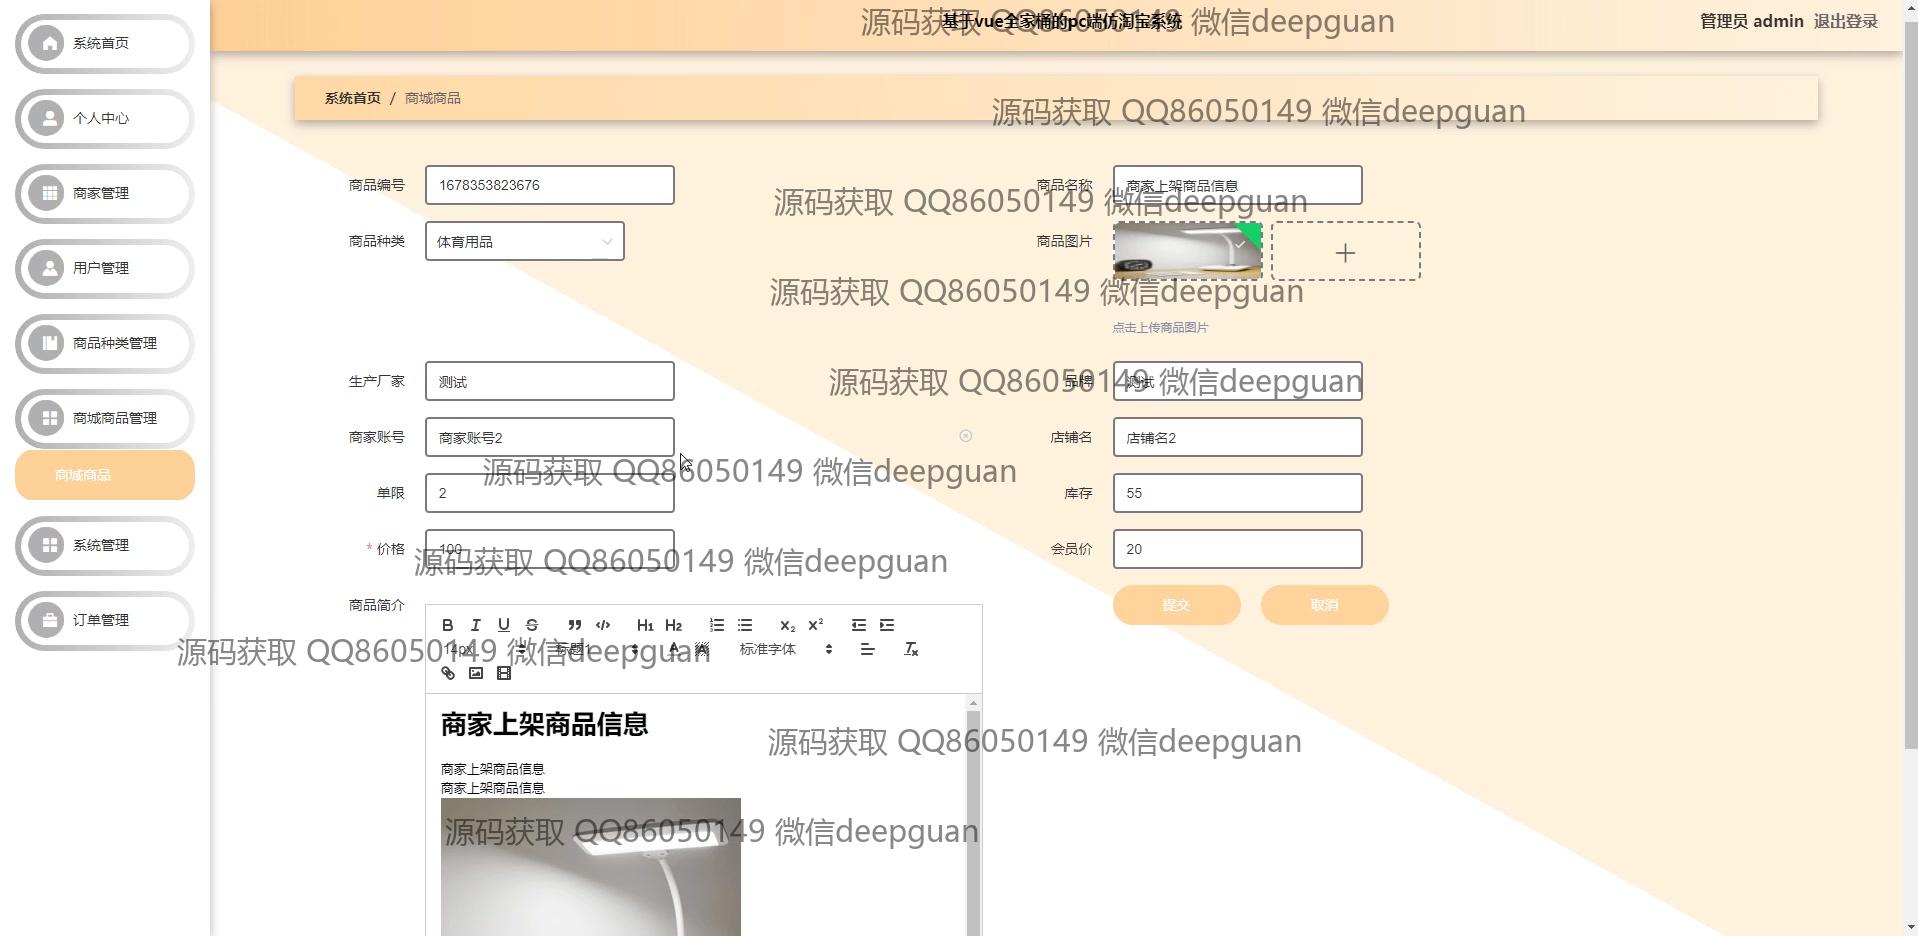 基于vue全家桶的pc端仿淘宝系统
源码获取 QQ86050149 微信deepguan
管理员 admin 退出登录
系统首页
个人中心
商家管理
用户管理
商品种类管理
商城商品管理
商城商品
系统管理
订单管理
系统首页 / 商城商品
源码获取 QQ86050149 微信deepguan
商品编号 1678353823676
商品名称 商家上架商品信息
源码获取 QQ86050149 微信deepguan
商品种类 体育用品
商品图片
源码获取 QQ86050149 微信deepguan
点击上传商品图片
生产厂家 测试
品牌 测试
源码获取 QQ86050149 微信deepguan
商家账号 商家账号2
店铺名 店铺名2
源码获取 QQ86050149 微信deepguan
单限 2
库存 55
* 价格 100
会员价 20
源码获取 QQ86050149 微信deepguan
商品简介
提交 取消
B I U S H1 H2 X2 X2
14px 标题1 A A 标准字体
源码获取 QQ86050149 微信deepguan
商家上架商品信息
源码获取 QQ86050149 微信deepguan
商家上架商品信息
商家上架商品信息
源码获取 QQ86050149 微信deepguan